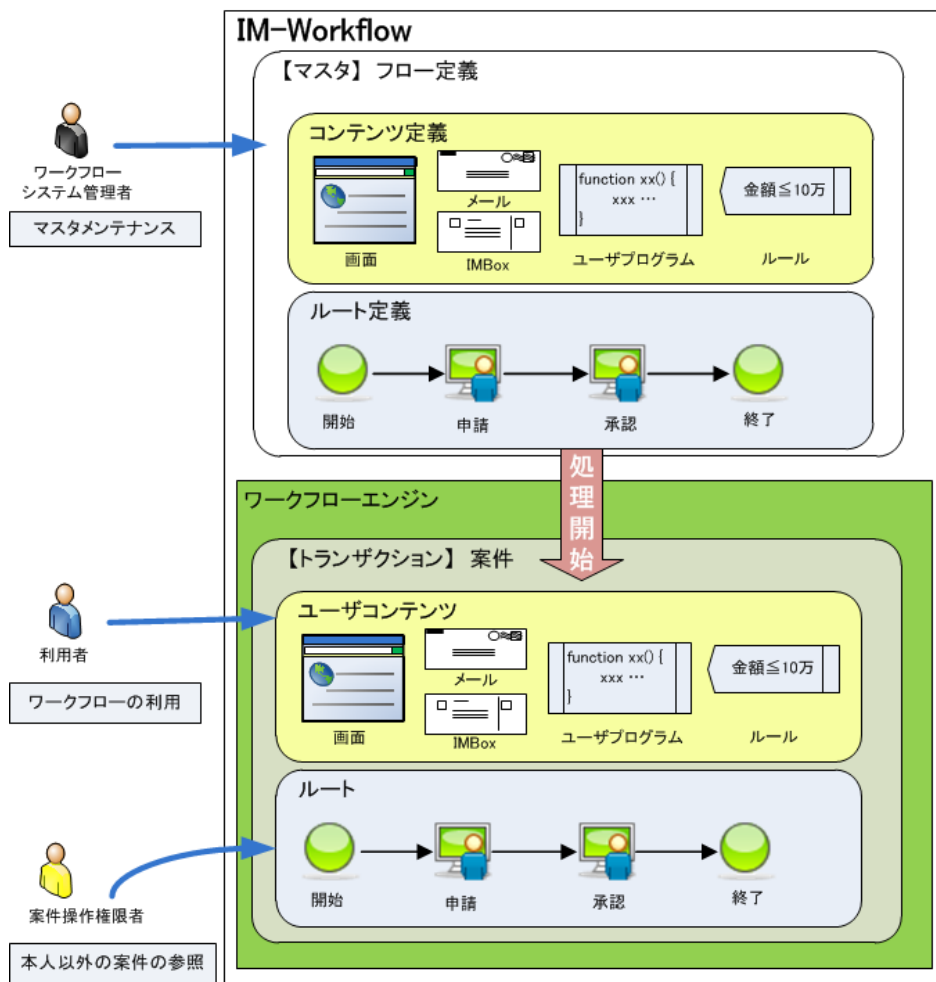 IM-Workflow
【マスタ】 フロー定義
コンテンツ定義
ワークフロー
システム管理者
マスタメンテナンス
画面
メール
IMBox
function xx() {
xxx …
}
ユーザプログラム
金額≦10万
ルール
ルート定義
開始
申請
承認
終了
処理開始
ワークフローエンジン
【トランザクション】 案件
ユーザコンテンツ
利用者
ワークフローの利用
画面
メール
IMBox
function xx() {
xxx …
}
ユーザプログラム
金額≦10万
ルール
ルート
開始
申請
承認
終了
案件操作権限者
本人以外の案件の参照